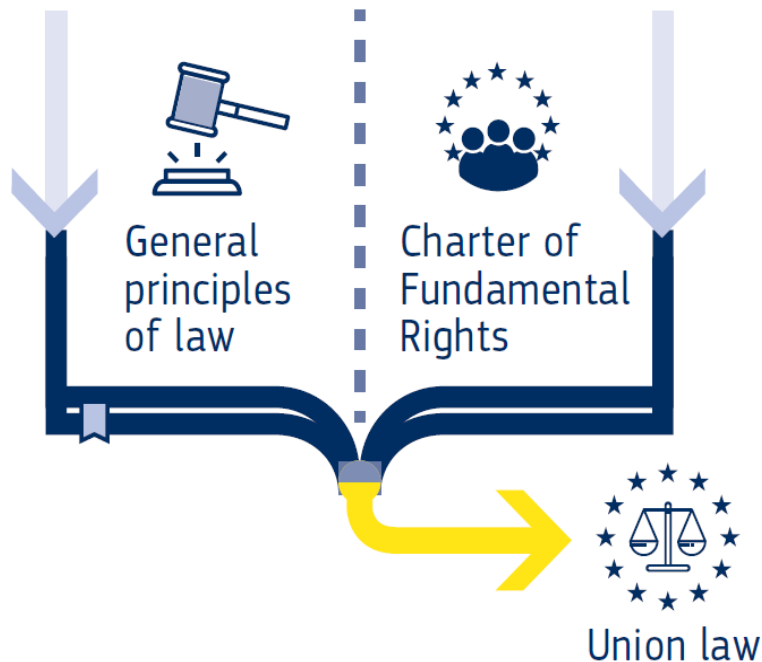 General
principles
of law
Charter of
Fundamental
Rights
Union law